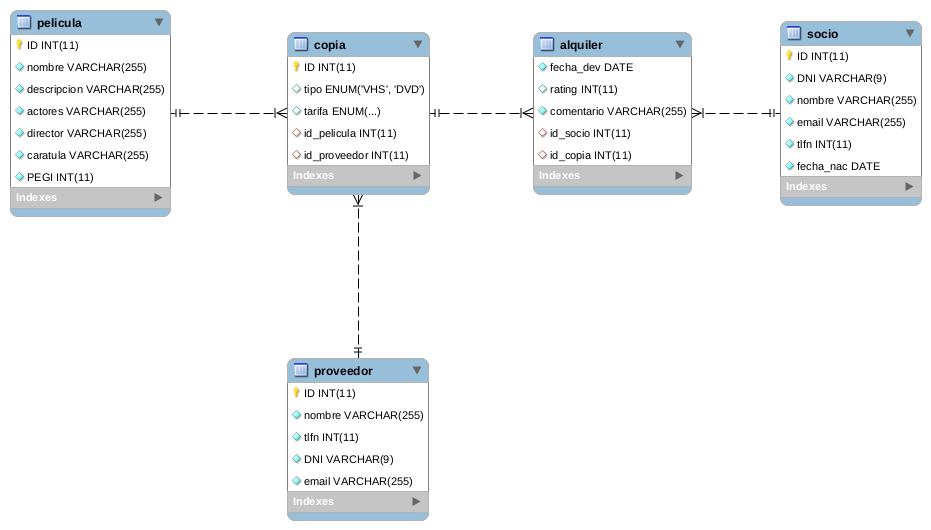 pelicula
ID INT(11)
nombre VARCHAR(255)
descripcion VARCHAR(255)
actores VARCHAR(255)
director VARCHAR(255)
caratula VARCHAR(255)
PEGI INT(11)
Indexes
copia
ID INT(11)
tipo ENUM('VHS', 'DVD')
tarifa ENUM(...)
id_pelicula INT(11)
id_proveedor INT(11)
Indexes
alquiler
fecha_dev DATE
rating INT(11)
comentario VARCHAR(255)
id_socio INT(11)
id_copia INT(11)
Indexes
socio
ID INT(11)
DNI VARCHAR(9)
nombre VARCHAR(255)
email VARCHAR(255)
tlfn INT(11)
fecha_nac DATE
Indexes
proveedor
ID INT(11)
nombre VARCHAR(255)
tlfn INT(11)
DNI VARCHAR(9)
email VARCHAR(255)
Indexes